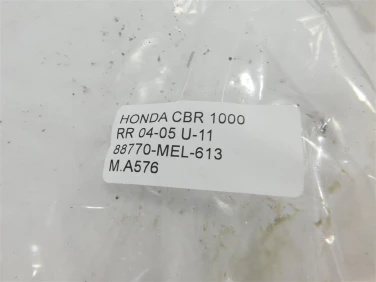 HONDA CBR 1000
RR 04-05 U-11
88770-MEL-613
M.A576